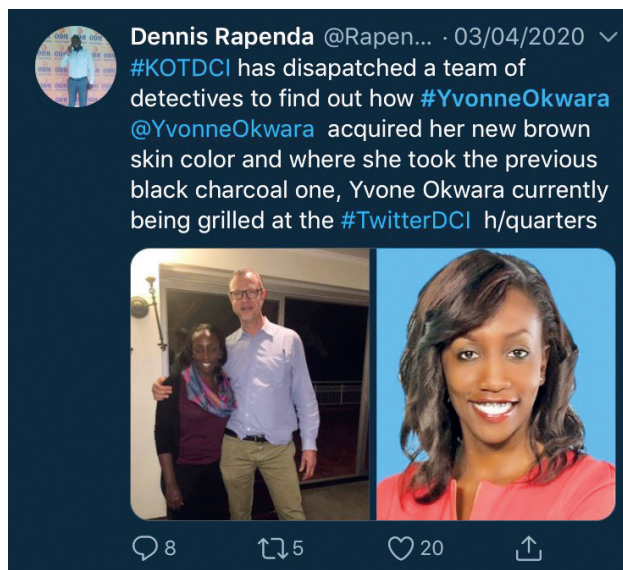 Dennis Rapenda @Rapen... · 03/04/2020
#KOTDCI has disapatched a team of
detectives to find out how #YvonneOkwara
@YvonneOkwara acquired her new brown
skin color and where she took the previous
black charcoal one, Yvone Okwara currently
being grilled at the #TwitterDCI h/quarters
8 5 20